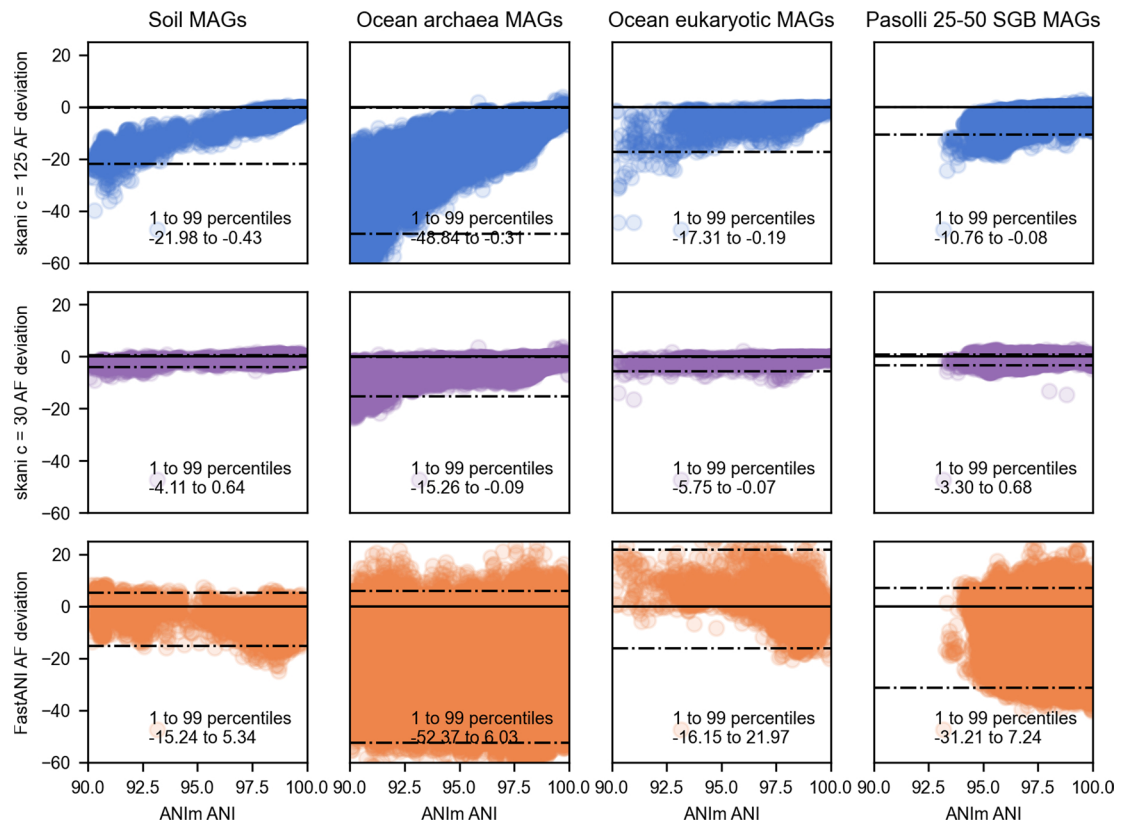 Soil MAGs
Ocean archaea MAGs
Ocean eukaryotic MAGs
Pasolli 25-50 SGB MAGs
skani c = 125 AF deviation
20
0
−20
−40
−60
1 to 99 percentiles
-21.98 to -0.43
1 to 99 percentiles
-48.84 to -0.31
1 to 99 percentiles
-17.31 to -0.19
1 to 99 percentiles
-10.76 to -0.08
skani c = 30 AF deviation
20
0
−20
−40
−60
1 to 99 percentiles
-4.11 to 0.64
1 to 99 percentiles
-15.26 to -0.09
1 to 99 percentiles
-5.75 to -0.07
1 to 99 percentiles
-3.30 to 0.68
FastANI AF deviation
20
0
−20
−40
−60
1 to 99 percentiles
-15.24 to 5.34
1 to 99 percentiles
-52.37 to 6.03
1 to 99 percentiles
-16.15 to 21.97
1 to 99 percentiles
-31.21 to 7.24
90.0 92.5 95.0 97.5 100.0
90.0 92.5 95.0 97.5 100.0
90.0 92.5 95.0 97.5 100.0
90.0 92.5 95.0 97.5 100.0
ANIm ANI
ANIm ANI
ANIm ANI
ANIm ANI